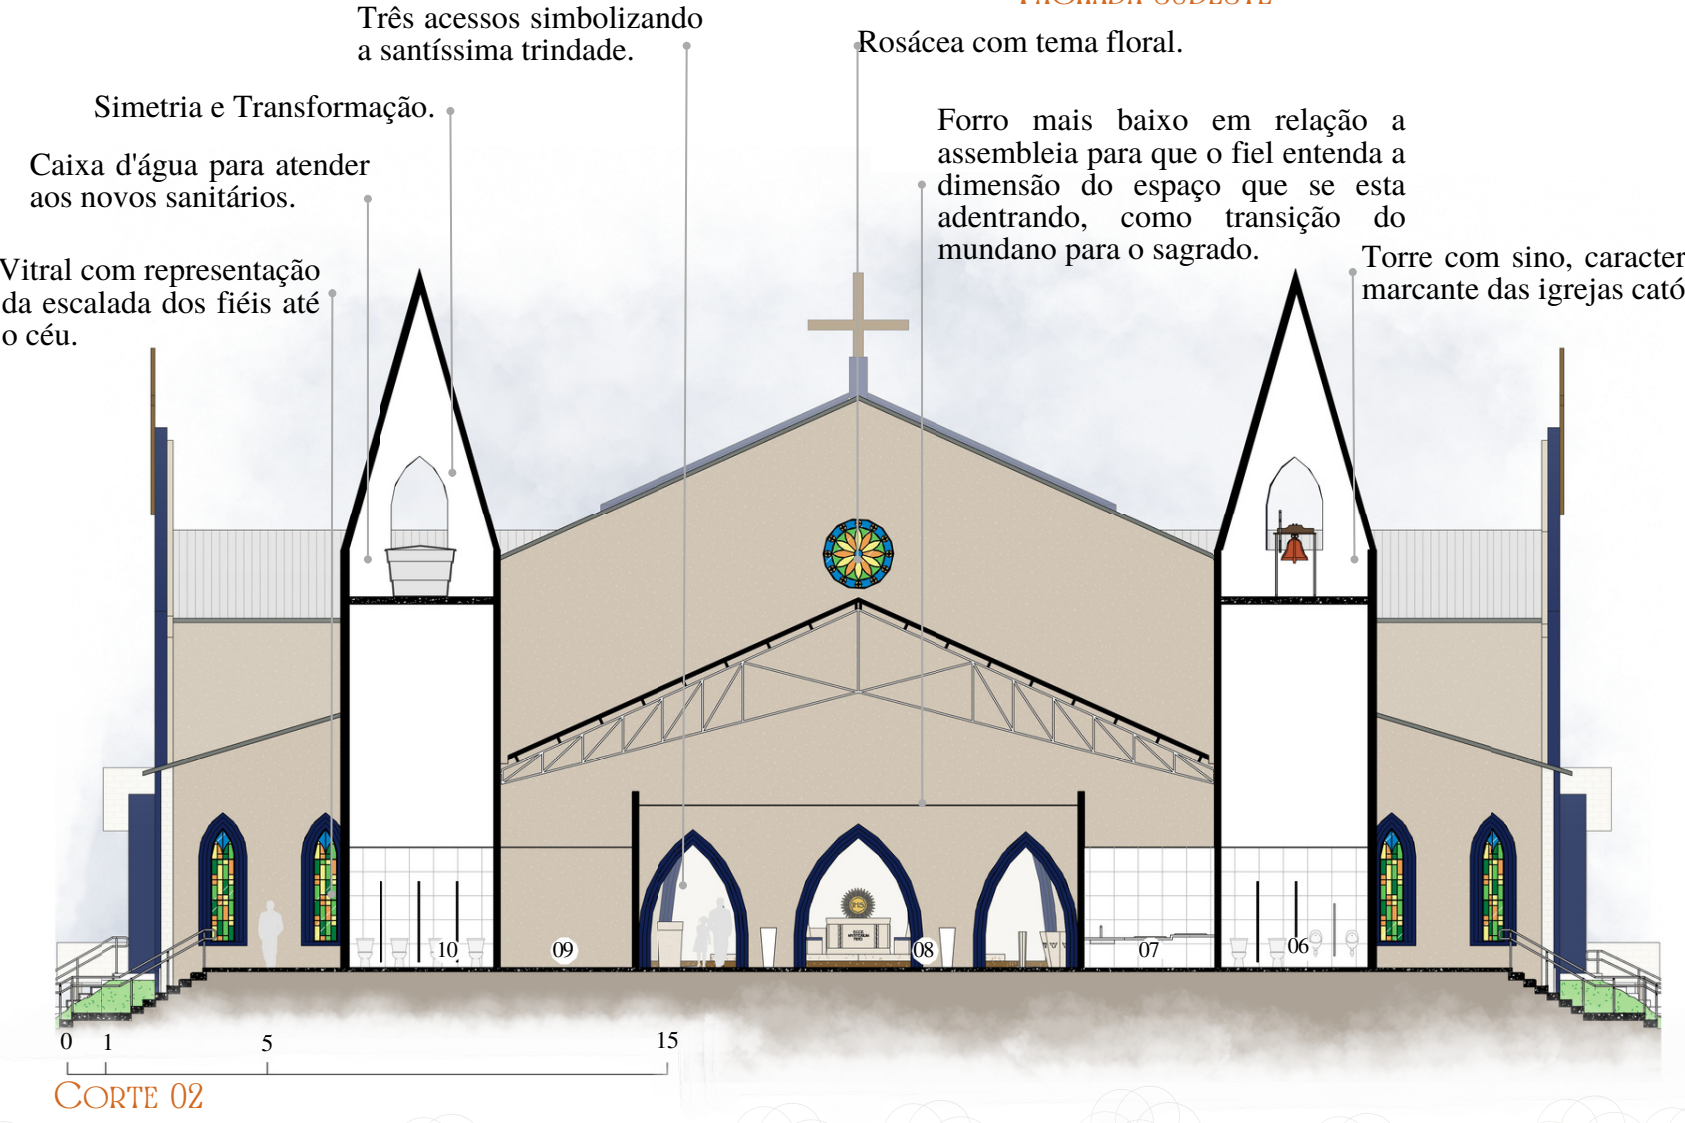 FACHADA SUDESTE
Três acessos simbolizando
a santíssima trindade.
Rosácea com tema floral.
Simetria e Transformação.
Forro mais baixo em relação a
assembleia para que o fiel entenda a
dimensão do espaço que se esta
adentrando, como transição do
mundano para o sagrado.
Caixa d'água para atender
aos novos sanitários.
Torre com sino, caracter
marcante das igrejas cató
Vitral com representação
da escalada dos fiéis até
o céu.
10
09
08
07
06
0 1 5 15
CORTE 02